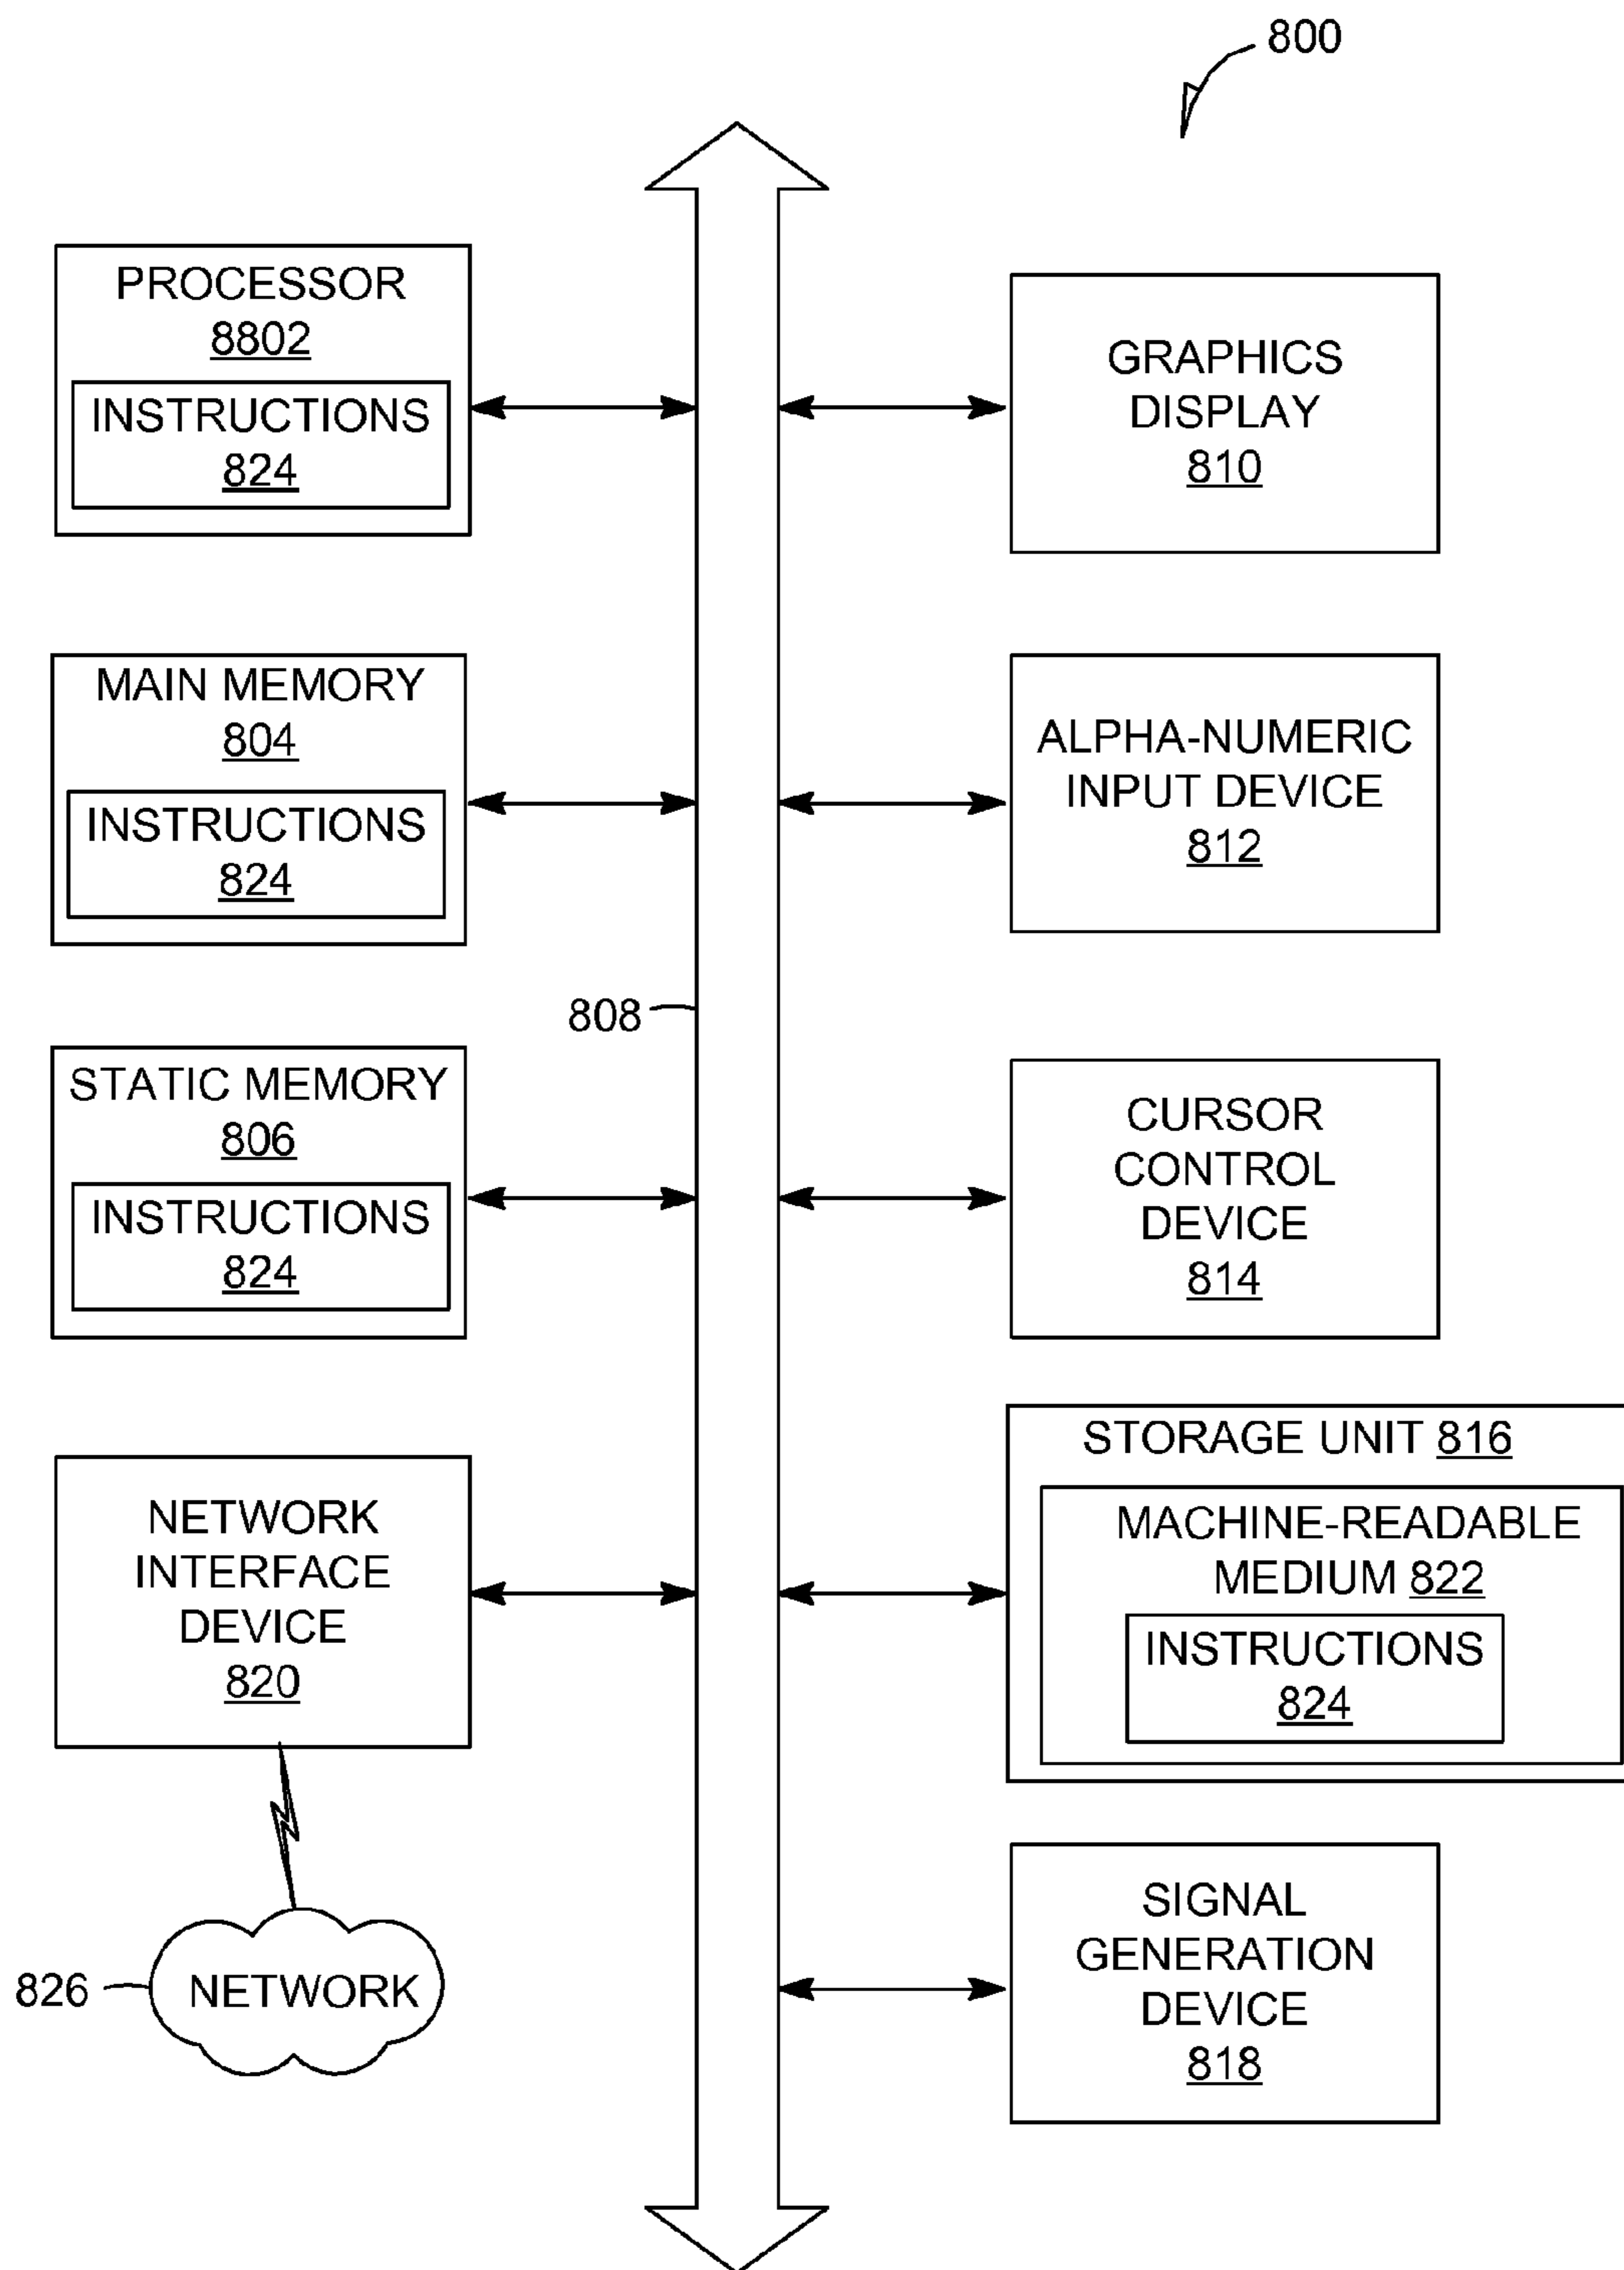 800
PROCESSOR
8802
INSTRUCTIONS
824
MAIN MEMORY
804
INSTRUCTIONS
824
808
STATIC MEMORY
806
INSTRUCTIONS
824
NETWORK
INTERFACE
DEVICE
820
826
NETWORK
GRAPHICS
DISPLAY
810
ALPHA-NUMERIC
INPUT DEVICE
812
CURSOR
CONTROL
DEVICE
814
STORAGE UNIT 816
MACHINE-READABLE
MEDIUM 822
INSTRUCTIONS
824
SIGNAL
GENERATION
DEVICE
818